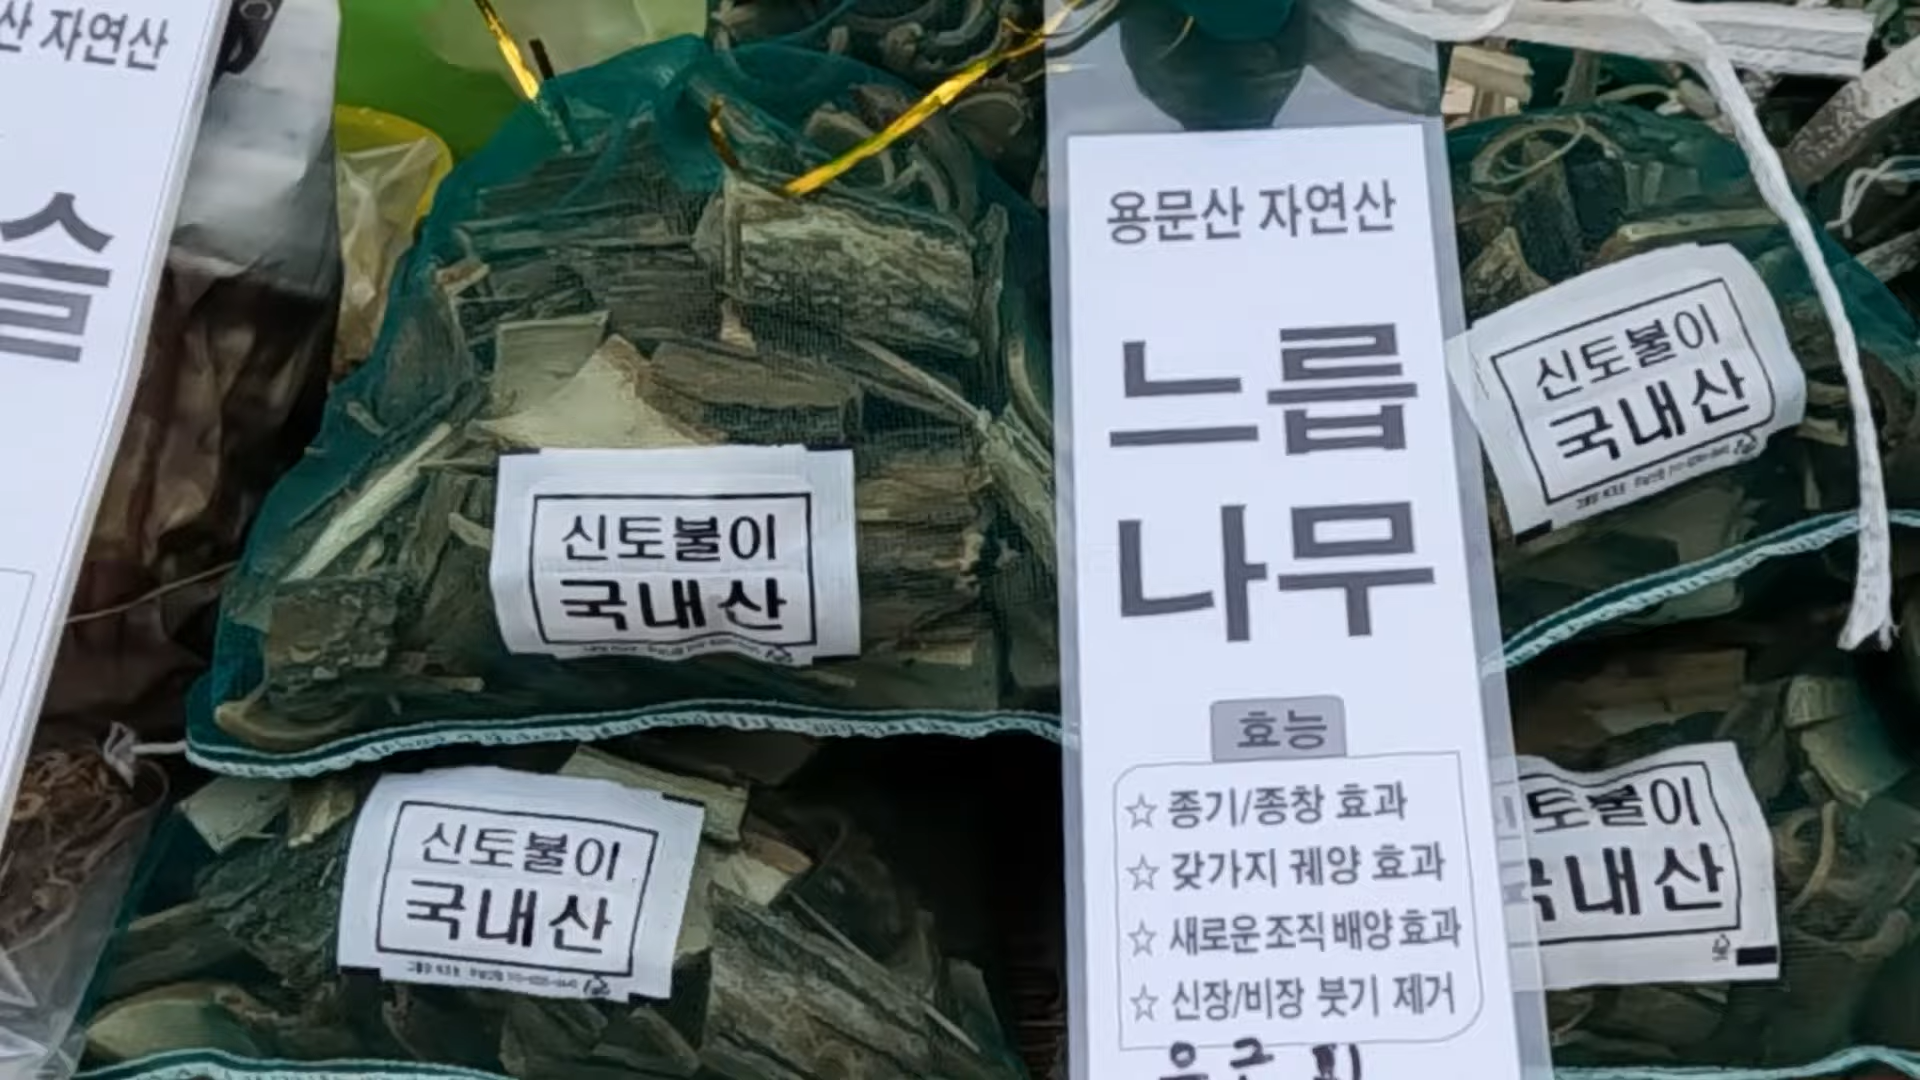 산 자연산
슬
신토불이
국내산
신토불이
국내산
용문산 자연산
느릅
나무
효능
☆ 종기/종창 효과
☆ 갖가지 궤양 효과
☆ 새로운 조직 배양 효과
☆ 신장/비장 붓기 제거
신토불이
국내산
토불이
내산